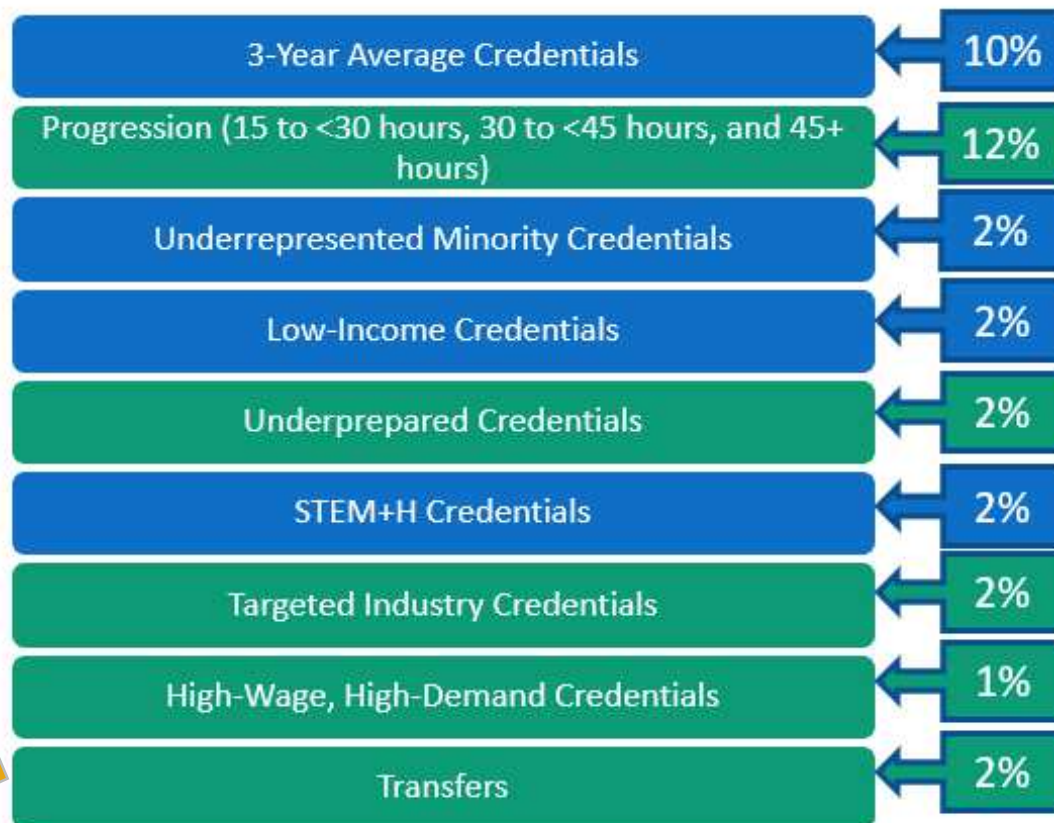 3-Year Average Credentials
10%
Progression (15 to <30 hours, 30 to <45 hours, and 45+
hours)
12%
Underrepresented Minority Credentials
2%
Low-Income Credentials
2%
Underprepared Credentials
2%
STEM+H Credentials
2%
Targeted Industry Credentials
2%
High-Wage, High-Demand Credentials
1%
Transfers
2%